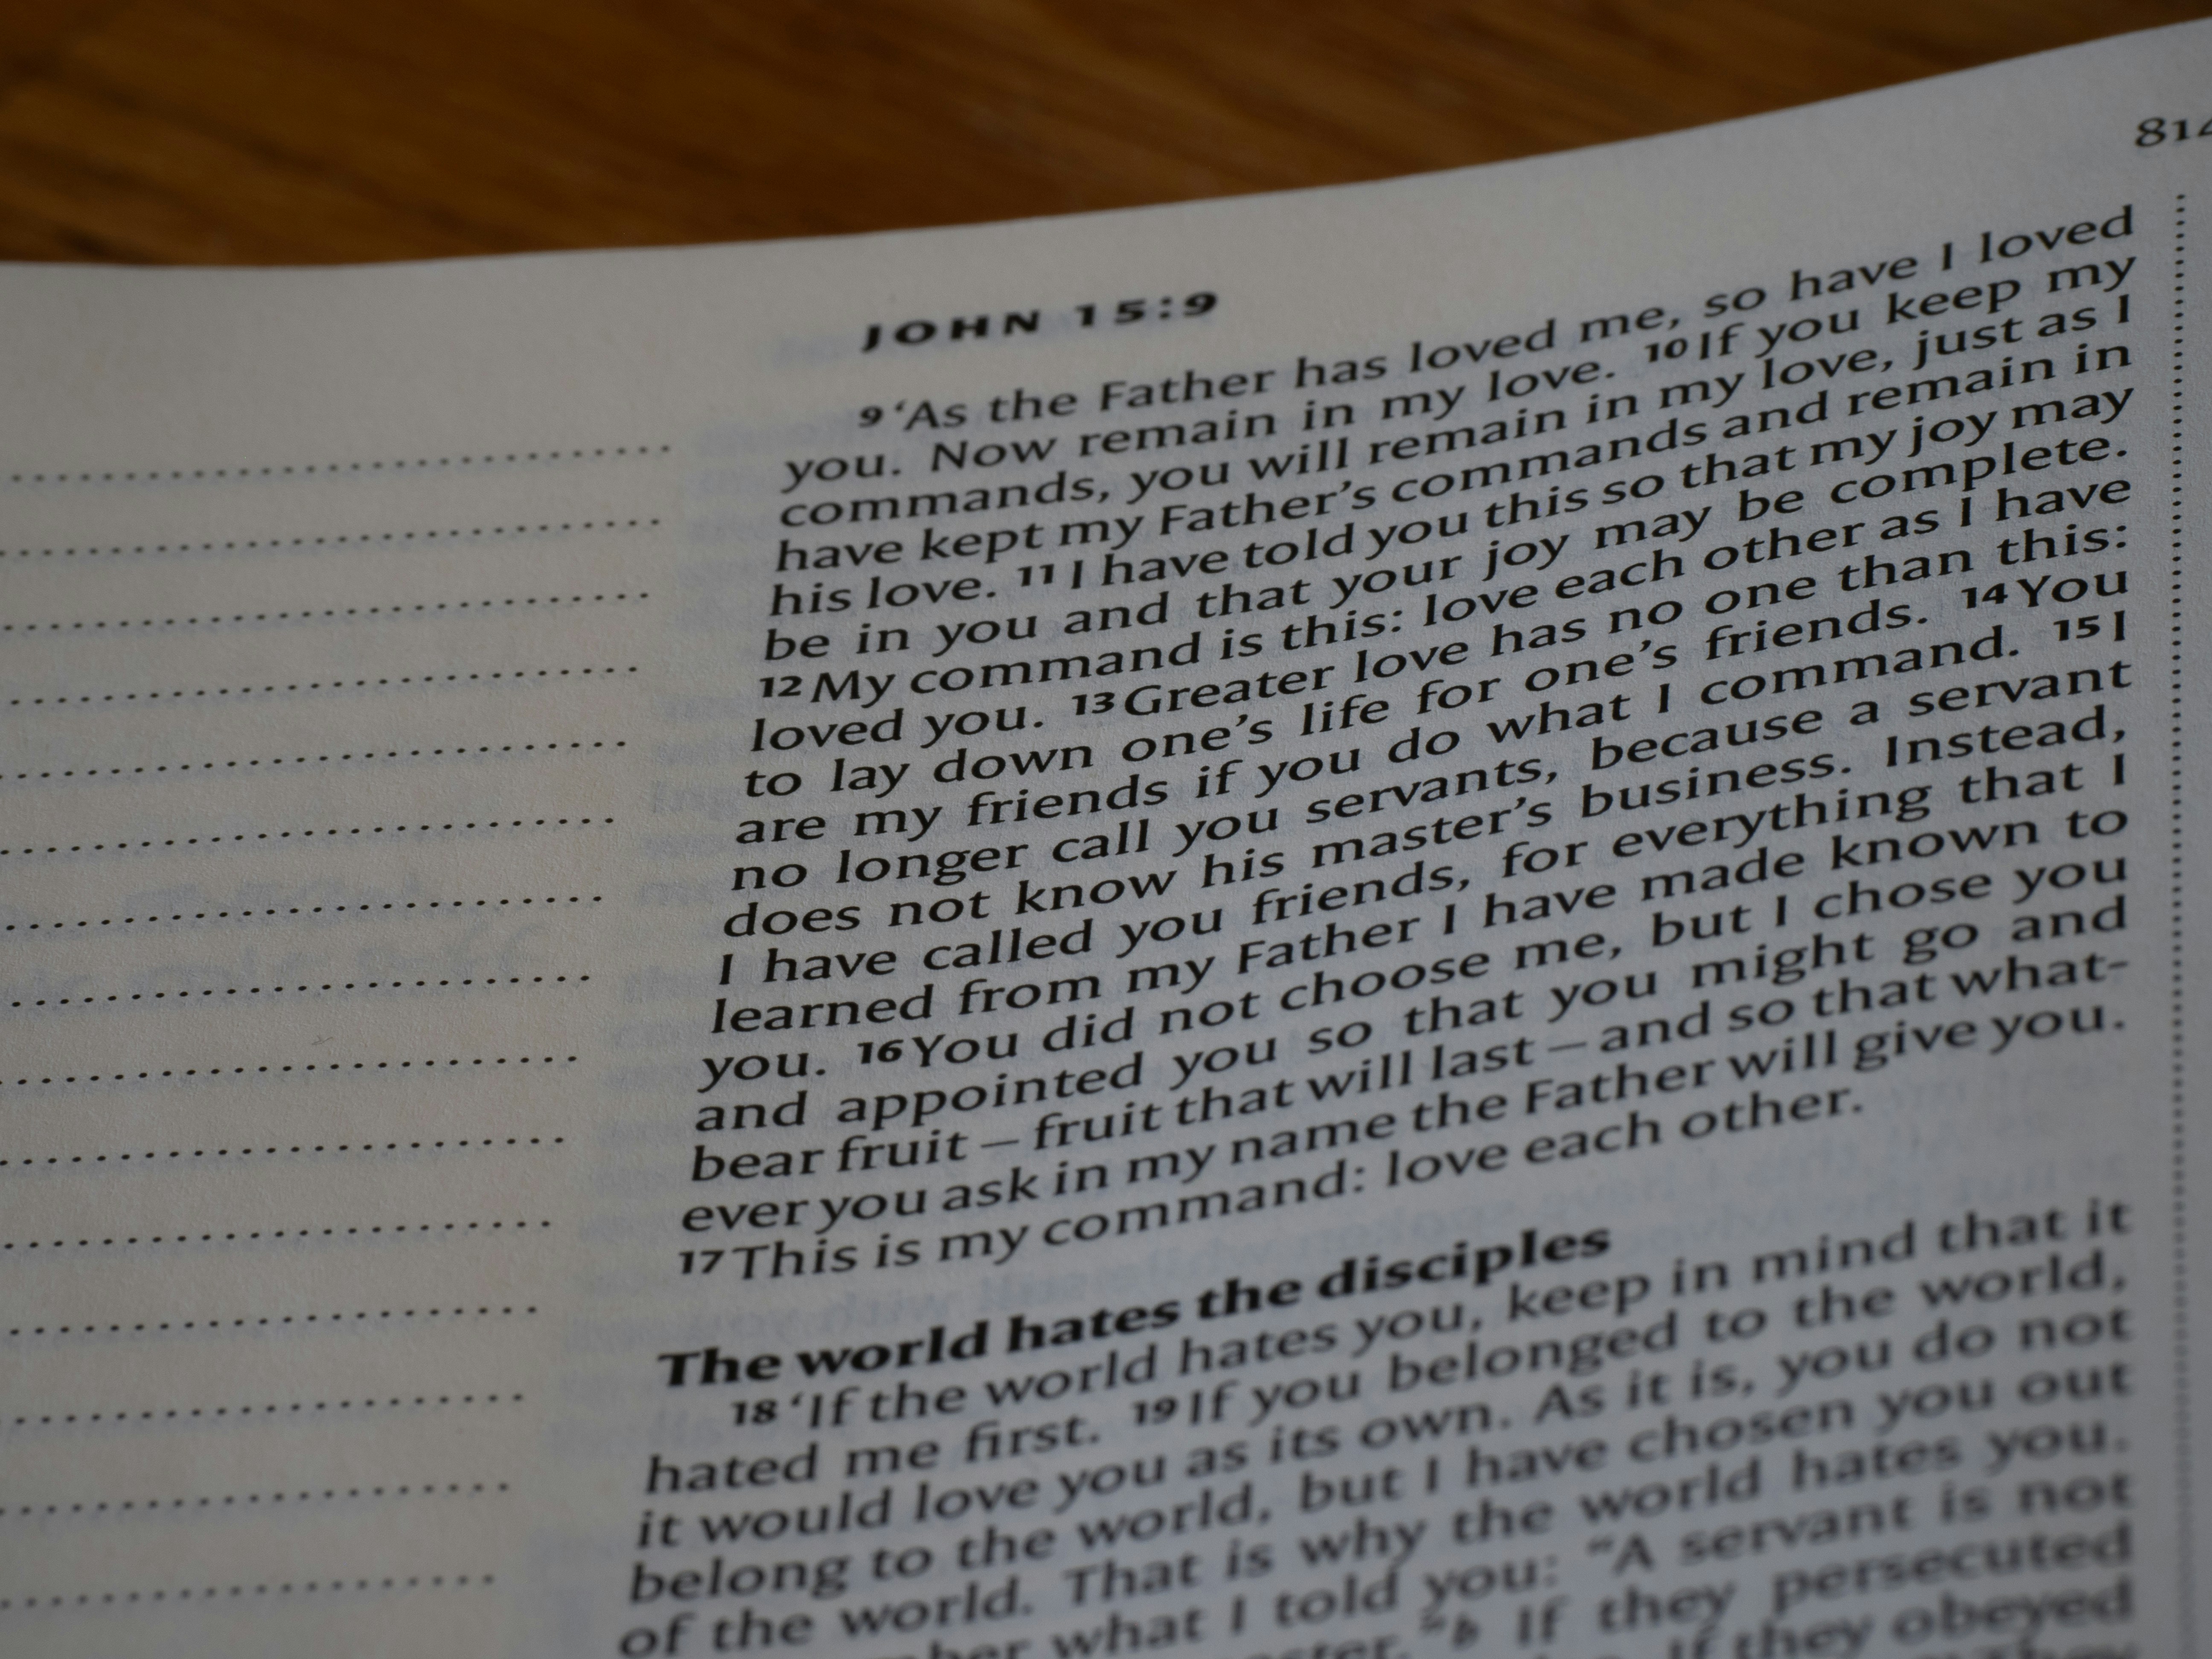 814
JOHN 15:9
9 ‘As the Father has loved me, so have I loved
you. Now remain in my love. 10 If you keep my
commands, you will remain in my love, just as I
have kept my Father’s commands and remain in
his love. 11 I have told you this so that my joy may
be in you and that your joy may be complete.
12 My command is this: love each other as I have
loved you. 13 Greater love has no one than this:
to lay down one’s life for one’s friends. 14 You
are my friends if you do what I command. 15 I
no longer call you servants, because a servant
does not know his master’s business. Instead,
I have called you friends, for everything that I
learned from my Father I have made known to
you. 16 You did not choose me, but I chose you
and appointed you so that you might go and
bear fruit – fruit that will last – and so that what-
ever you ask in my name the Father will give you.
17 This is my command: love each other.
The world hates the disciples
18 ‘If the world hates you, keep in mind that it
hated me first. 19 If you belonged to the world,
it would love you as its own. As it is, you do not
belong to the world, but I have chosen you out
of the world. That is why the world hates you.
what I told you: “A servant is not
”b If they persecuted
If they obeyed